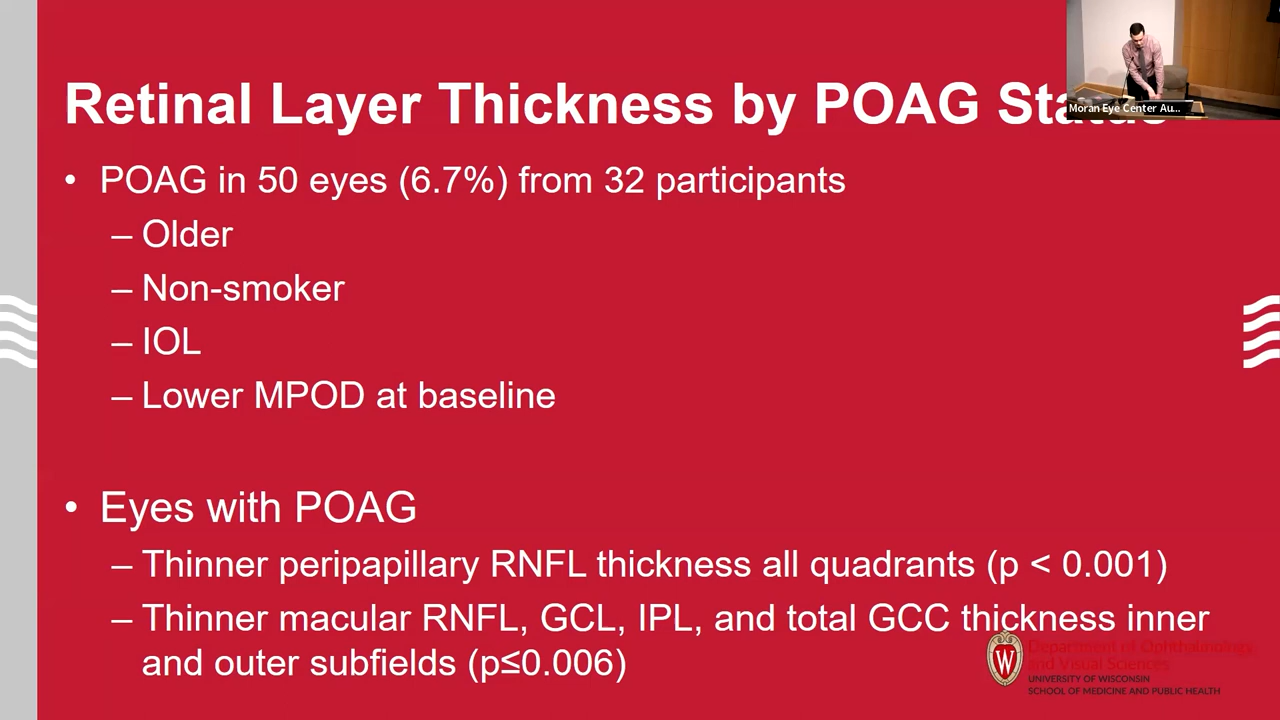 Retinal Layer Thickness by POAG Status
Moran Eye Center Au...
• POAG in 50 eyes (6.7%) from 32 participants
– Older
– Non-smoker
– IOL
– Lower MPOD at baseline
• Eyes with POAG
– Thinner peripapillary RNFL thickness all quadrants (p < 0.001)
– Thinner macular RNFL, GCL, IPL, and total GCC thickness inner
and outer subfields (p≤0.006)
W
Department of Ophthalmology
and Visual Sciences
UNIVERSITY OF WISCONSIN
SCHOOL OF MEDICINE AND PUBLIC HEALTH